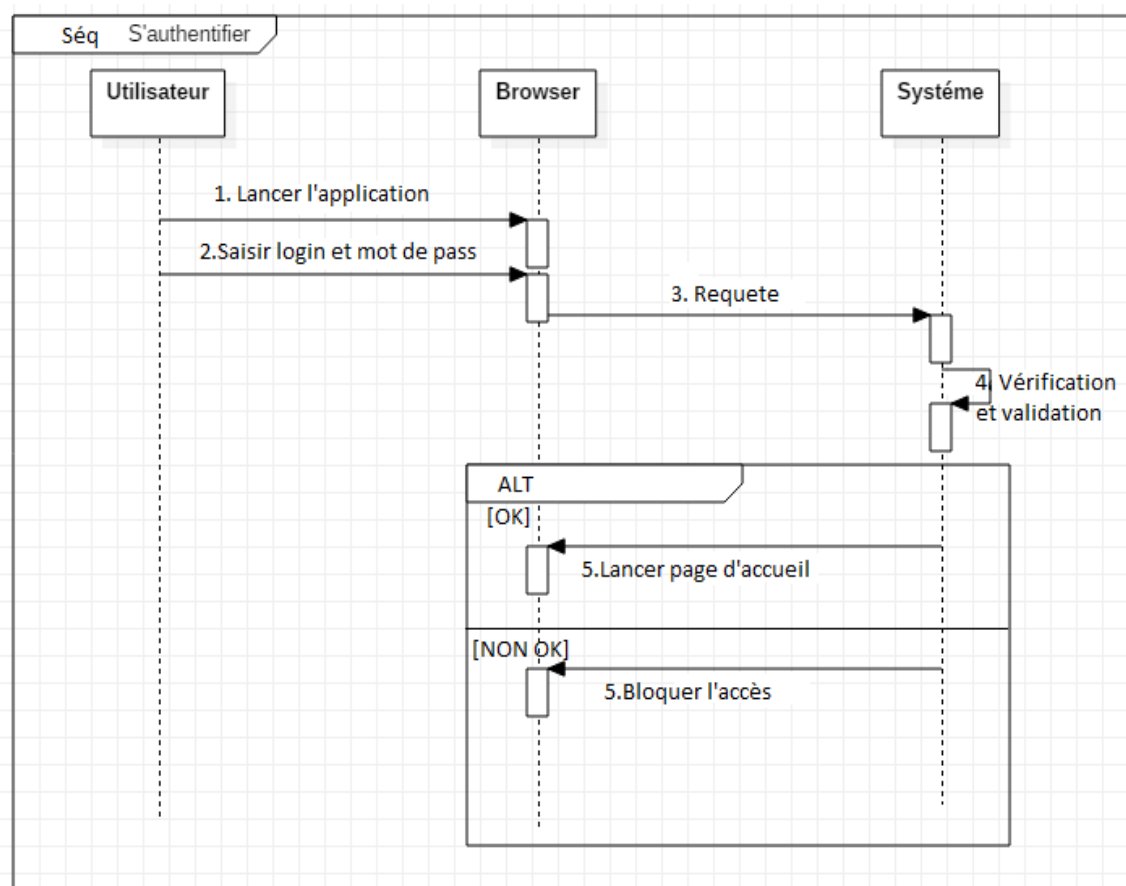 Séq S'authentifier
Utilisateur
Browser
Systéme
1. Lancer l'application
2.Saisir login et mot de pass
3. Requete
4. Vérification
et validation
ALT
[OK]
5.Lancer page d'accueil
[NON OK]
5.Bloquer l'accès